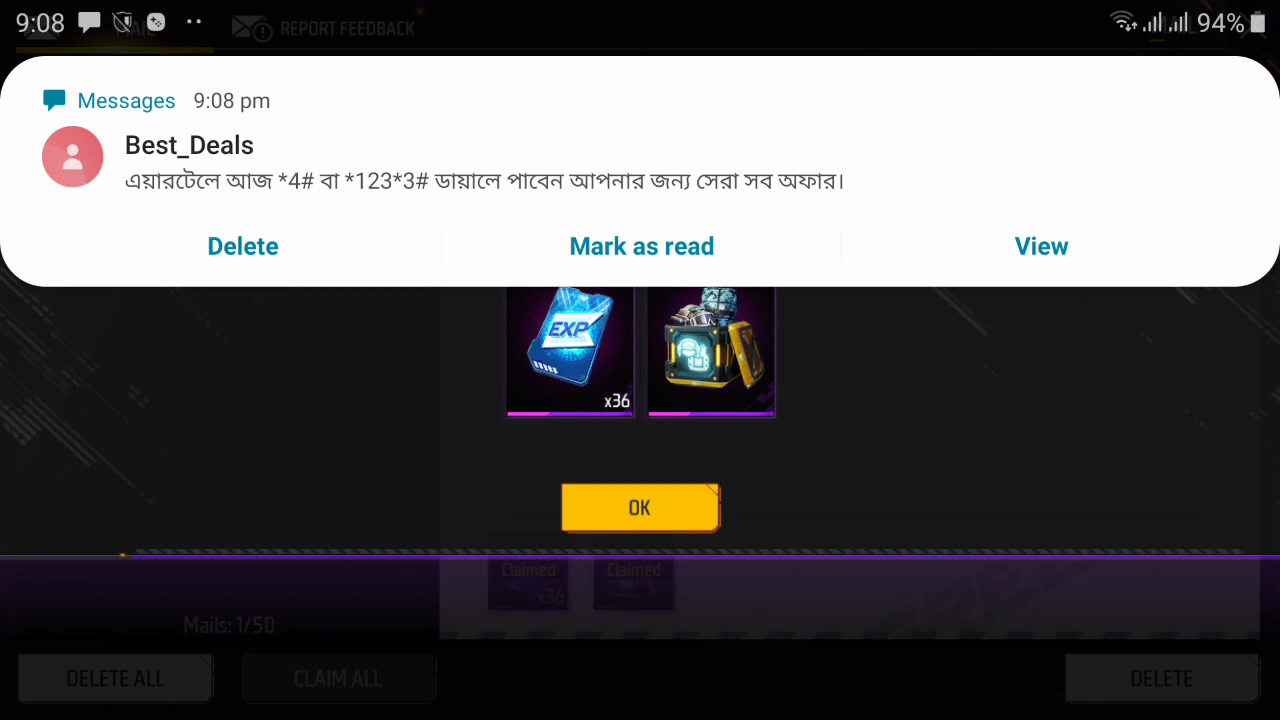 9:08
94%
REPORT FEEDBACK
Messages 9:08 pm
Best_Deals
এয়ারটেলে আজ *4# বা *123*3# ডায়ালে পাবেন আপনার জন্য সেরা সব অফার।
Delete Mark as read View
EXP
x36
OK
Claimed Claimed
x36
Mails: 1/50
DELETE ALL CLAIM ALL DELETE